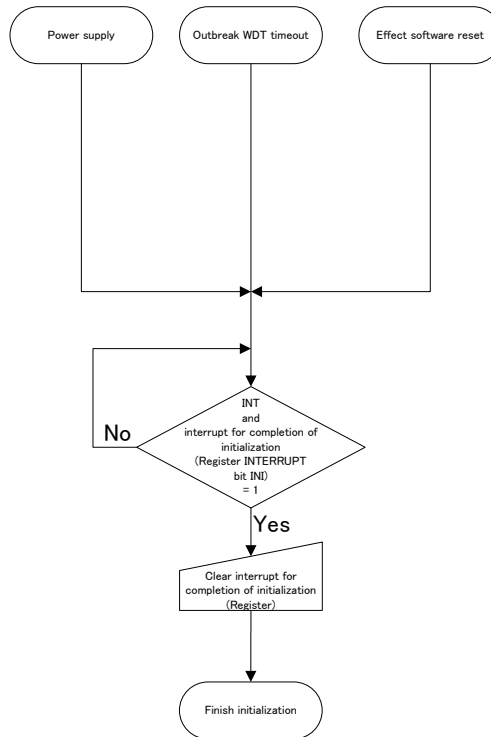 Power supply
Outbreak WDT timeout
Effect software reset
INT
and
interrupt for completion of
initialization
(Register INTERRUPT
bit INI)
= 1
No
Yes
Clear interrupt for
completion of initialization
(Register)
Finish initialization